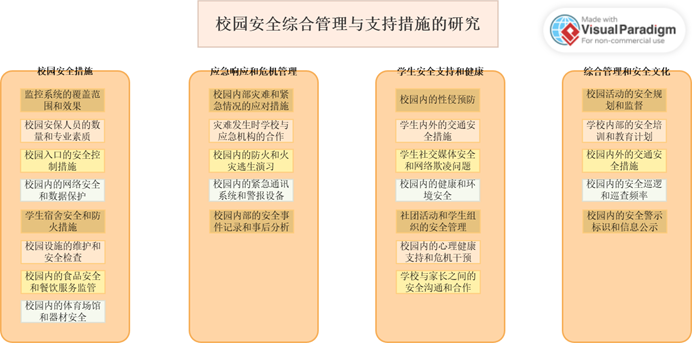 校园安全综合管理与支持措施的研究
Made with
VisualParadigm
For non-commercial use
校园安全措施
监控系统的覆盖范
围和效果
校园安保人员的数
量和专业素质
校园入口的安全控
制措施
校园内的网络安全
和数据保护
学生宿舍安全和防
火措施
校园设施的维护和
安全检查
校园内的食品安全
和餐饮服务监管
校园内的体育场馆
和器材安全
应急响应和危机管理
校园内部灾难和紧
急情况的应对措施
灾难发生时学校与
应急机构的合作
校园内的防火和火
灾逃生演习
校园内的紧急通讯
系统和警报设备
校园内部的安全事
件记录和事后分析
学生安全支持和健康
校园内的性侵预防
学生内外的交通安
全措施
学生社交媒体安全
和网络欺凌问题
校园内的健康和环
境安全
社团活动和学生组
织的安全管理
校园内的心理健康
支持和危机干预
学校与家长之间的
安全沟通和合作
综合管理和安全文化
校园活动的安全规
划和监督
学校内部的安全培
训和教育计划
校园内外的交通安
全措施
校园内的安全巡逻
和巡查频率
校园内的安全警示
标识和信息公示